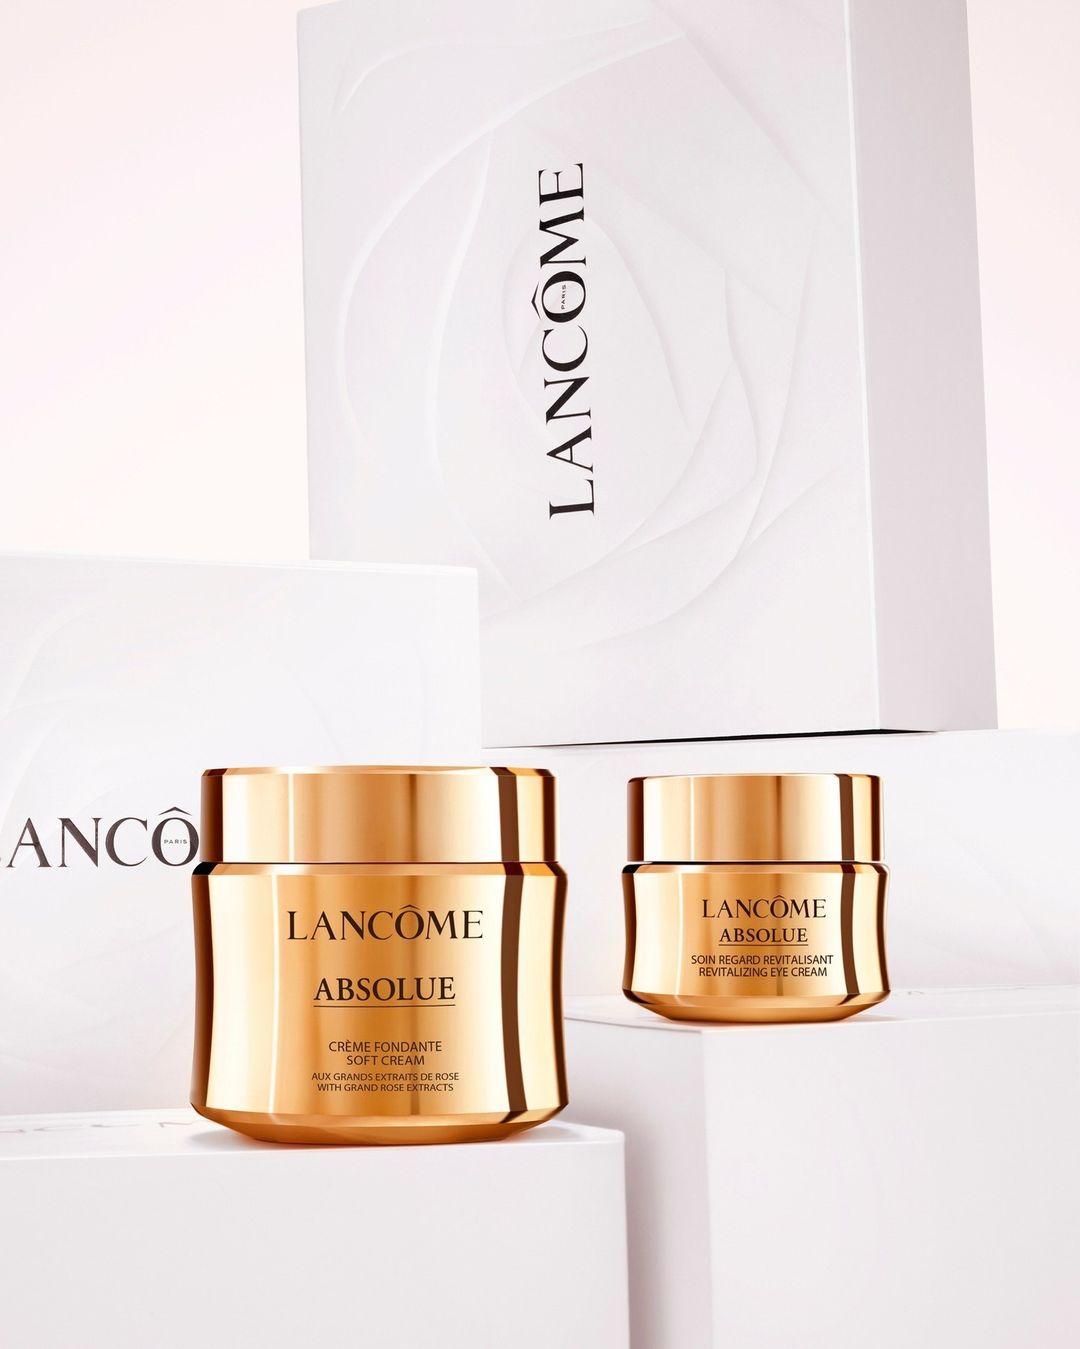 LANCÔME
PARIS
LANCÔ
PARIS
LANCÔME
ABSOLUE
CRÈME FONDANTE
SOFT CREAM
AUX GRANDS EXTRAITS DE ROSE
WITH GRAND ROSE EXTRACTS
LANCÔME
ABSOLUE
SOIN REGARD REVITALISANT
REVITALIZING EYE CREAM